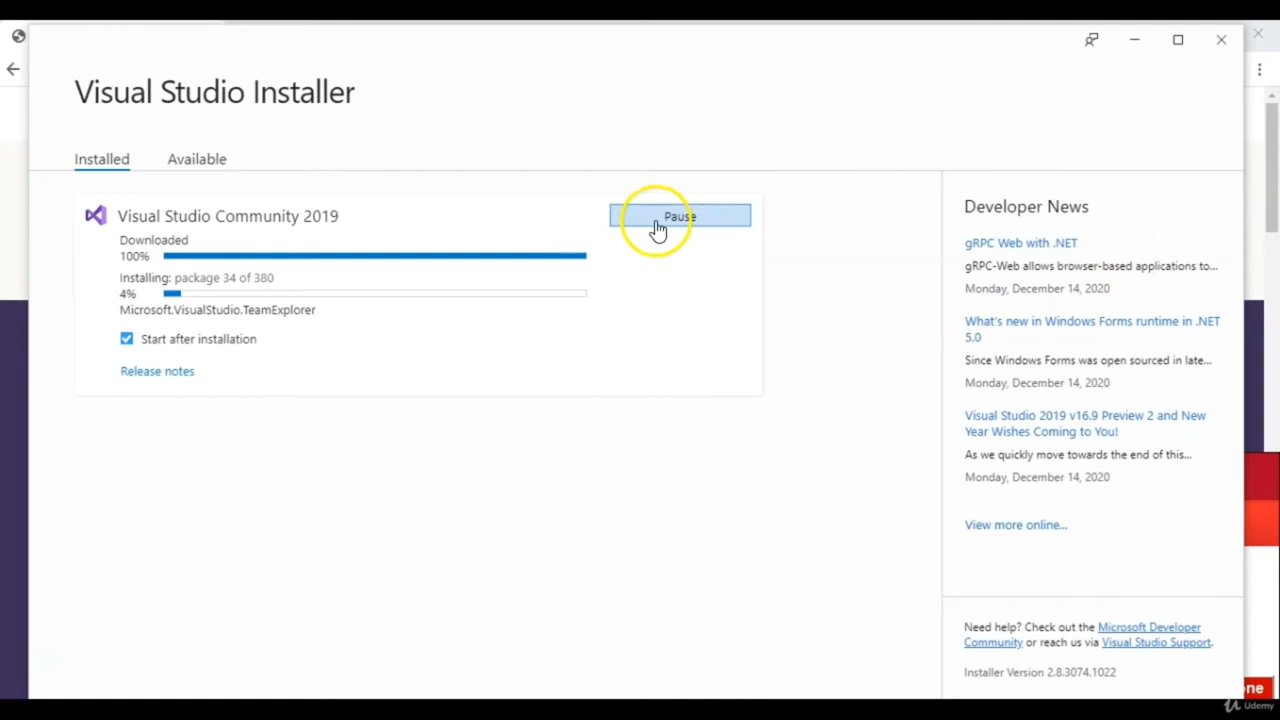 Visual Studio Installer
Installed
Available
Visual Studio Community 2019
Pause
Downloaded
100%
Installing: package 34 of 380
4%
Microsoft.VisualStudio.TeamExplorer
Start after installation
Release notes
Developer News
gRPC Web with .NET
gRPC-Web allows browser-based applications to...
Monday, December 14, 2020
What's new in Windows Forms runtime in .NET
5.0
Since Windows Forms was open sourced in late...
Monday, December 14, 2020
Visual Studio 2019 v16.9 Preview 2 and New
Year Wishes Coming to You!
As we quickly move towards the end of this...
Monday, December 14, 2020
View more online...
Need help? Check out the Microsoft Developer
Community or reach us via Visual Studio Support.
Installer Version 2.8.3074.1022
one
Udemy